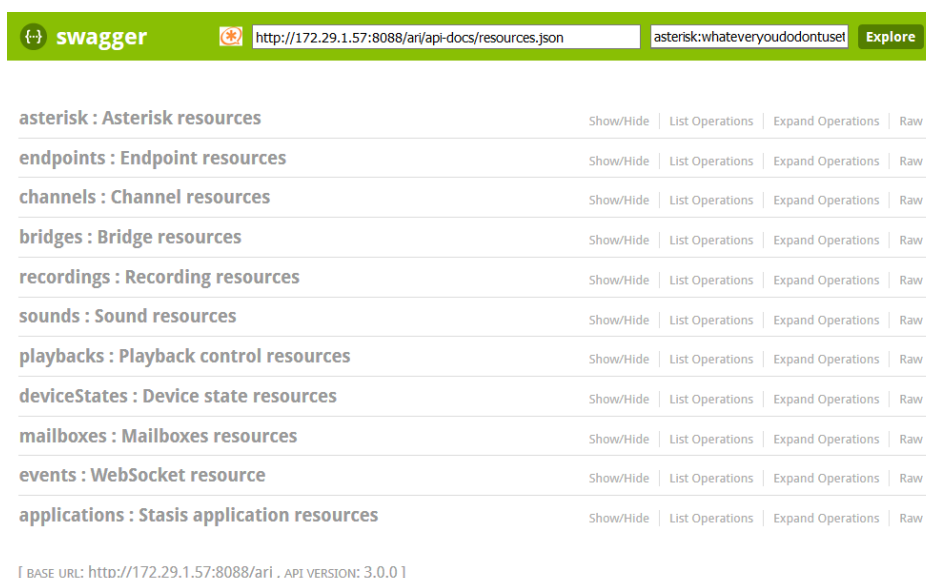 swagger http://172.29.1.57:8088/ari/api-docs/resources.json asterisk:whateveryoudodontuset Explore
asterisk : Asterisk resources Show/Hide List Operations Expand Operations Raw
endpoints : Endpoint resources Show/Hide List Operations Expand Operations Raw
channels : Channel resources Show/Hide List Operations Expand Operations Raw
bridges : Bridge resources Show/Hide List Operations Expand Operations Raw
recordings : Recording resources Show/Hide List Operations Expand Operations Raw
sounds : Sound resources Show/Hide List Operations Expand Operations Raw
playbacks : Playback control resources Show/Hide List Operations Expand Operations Raw
deviceStates : Device state resources Show/Hide List Operations Expand Operations Raw
mailboxes : Mailboxes resources Show/Hide List Operations Expand Operations Raw
events : WebSocket resource Show/Hide List Operations Expand Operations Raw
applications : Stasis application resources Show/Hide List Operations Expand Operations Raw
[ BASE URL: http://172.29.1.57:8088/ari , API VERSION: 3.0.0 ]